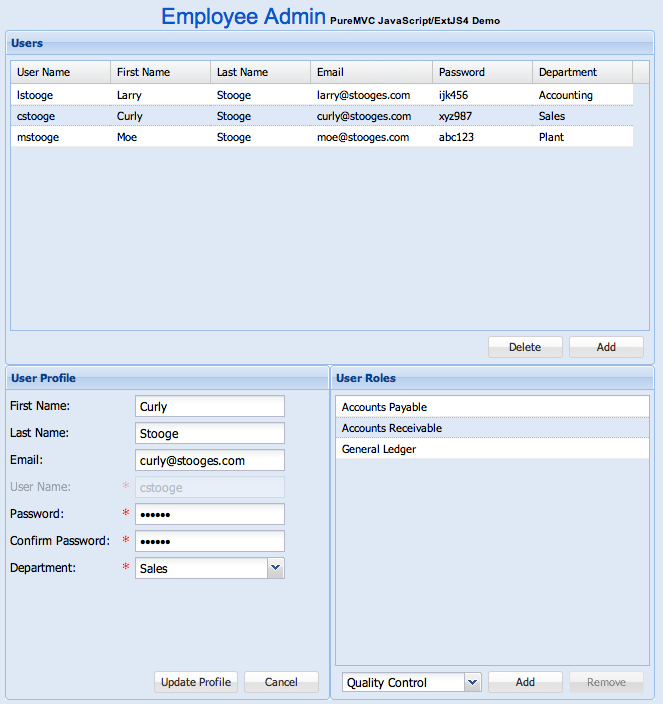 Employee Admin PureMVC JavaScript/ExtJS4 Demo
Users
User Name First Name Last Name Email Password Department
lstooge Larry Stooge larry@stooges.com ijk456 Accounting
cstooge Curly Stooge curly@stooges.com xyz987 Sales
mstooge Moe Stooge moe@stooges.com abc123 Plant
Delete Add
User Profile
First Name: Curly
Last Name: Stooge
Email: curly@stooges.com
User Name: * cstooge
Password: * ••••••
Confirm Password: * ••••••
Department: * Sales
Update Profile Cancel
User Roles
Accounts Payable
Accounts Receivable
General Ledger
Quality Control Add Remove